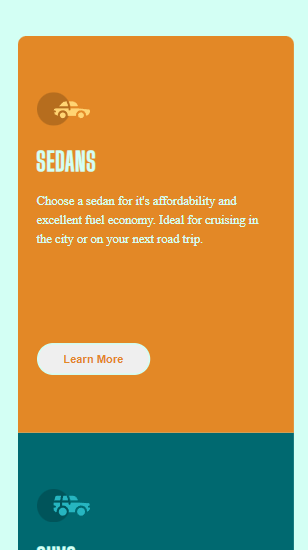 SEDANS
Choose a sedan for it's affordability and
excellent fuel economy. Ideal for cruising in
the city or on your next road trip.
Learn More